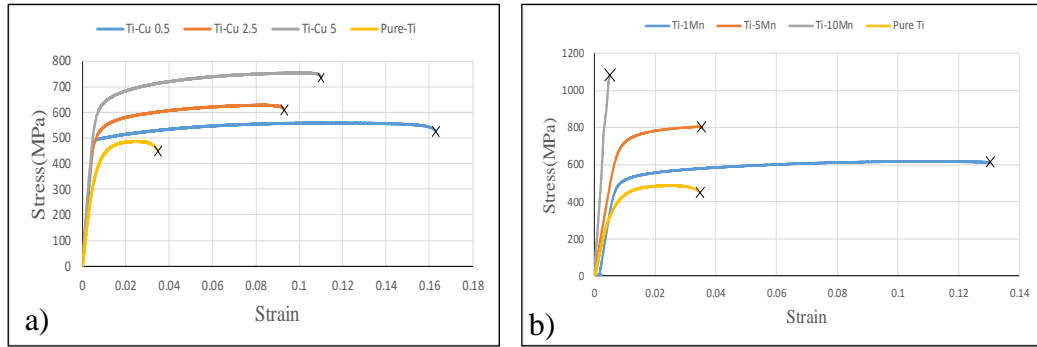 Ti-Cu 0.5 Ti-Cu 2.5 Ti-Cu 5 Pure-Ti
800
700
600
500
400
300
200
100
0
Stress(MPa)
0 0.02 0.04 0.06 0.08 0.1 0.12 0.14 0.16 0.18
Strain
a)
Ti-1Mn Ti-5Mn Ti-10Mn Pure Ti
1200
1000
800
600
400
200
0
Stress(MPa)
0 0.02 0.04 0.06 0.08 0.1 0.12 0.14
Strain
b)